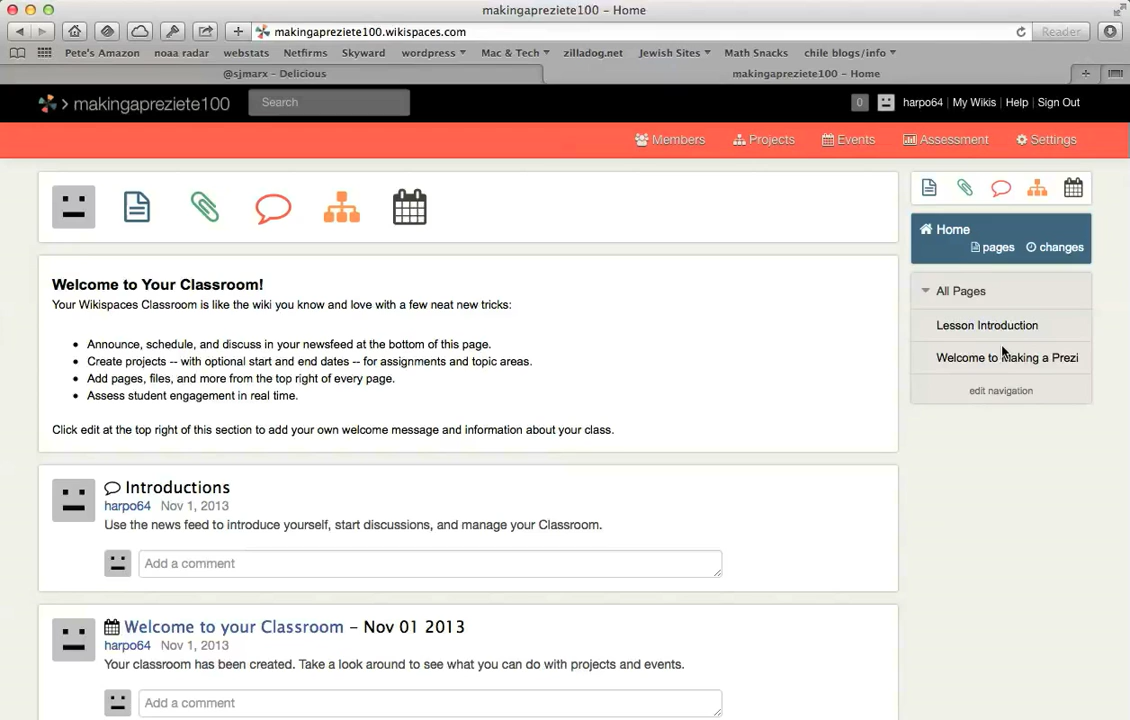 makingapreziete100 – Home
makingapreziete100.wikispaces.com
Reader
Pete's Amazon noaa radar webstats Netfirms Skyward wordpress Mac & Tech zilladog.net Jewish Sites Math Snacks chile blogs/info
@sjmarx – Delicious
makingapreziete100 – Home
makingapreziete100
Search
0 harpo64 | My Wikis | Help | Sign Out
Members Projects Events Assessment Settings
Home
pages changes
All Pages
Lesson Introduction
Welcome to Making a Prezi
edit navigation
Welcome to Your Classroom!
Your Wikispaces Classroom is like the wiki you know and love with a few neat new tricks:
• Announce, schedule, and discuss in your newsfeed at the bottom of this page.
• Create projects -- with optional start and end dates -- for assignments and topic areas.
• Add pages, files, and more from the top right of every page.
• Assess student engagement in real time.
Click edit at the top right of this section to add your own welcome message and information about your class.
Introductions
harpo64 Nov 1, 2013
Use the news feed to introduce yourself, start discussions, and manage your Classroom.
Add a comment
Welcome to your Classroom – Nov 01 2013
harpo64 Nov 1, 2013
Your classroom has been created. Take a look around to see what you can do with projects and events.
Add a comment